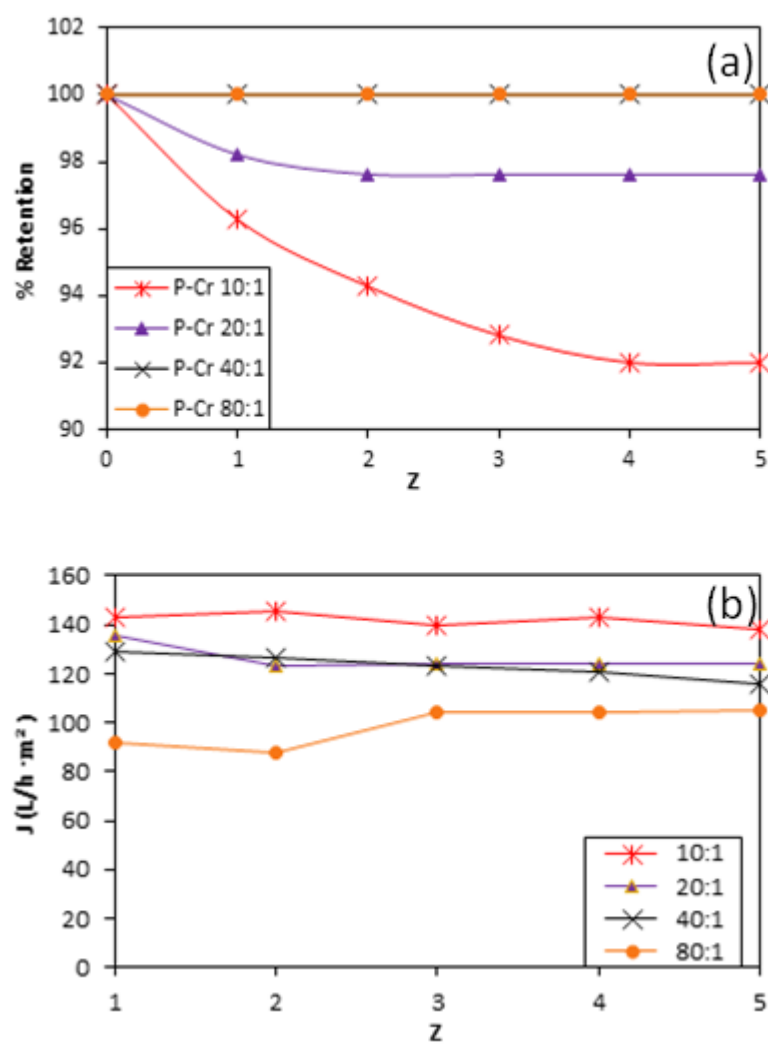 (a)
102
100
98
96
94
92
90
% Retention
P-Cr 10:1
P-Cr 20:1
P-Cr 40:1
P-Cr 80:1
0 1 2 3 4 5
Z
(b)
160
140
120
100
80
60
40
20
0
J (L/h ·m²)
10:1
20:1
40:1
80:1
1 2 3 4 5
Z